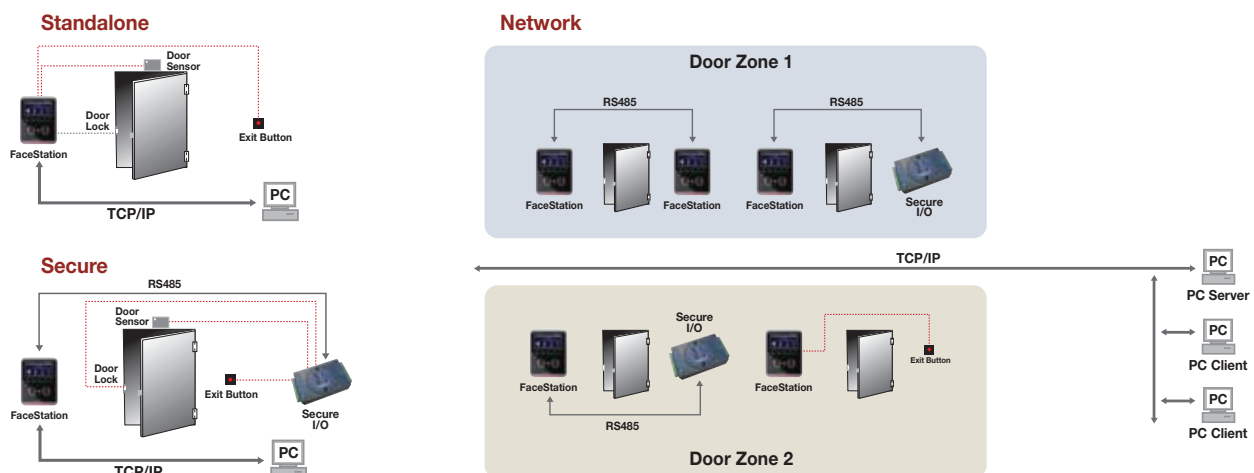 Standalone
Door
Sensor
Door
Lock
FaceStation
Exit Button
PC
TCP/IP
Secure
RS485
Door
Sensor
Door
Lock
FaceStation
Exit Button
Secure
I/O
PC
TCP/IP
Network
Door Zone 1
RS485
RS485
FaceStation
FaceStation
FaceStation
Secure
I/O
TCP/IP
PC
PC Server
PC
PC Client
PC
PC Client
Secure
I/O
FaceStation
FaceStation
Exit Button
RS485
Door Zone 2